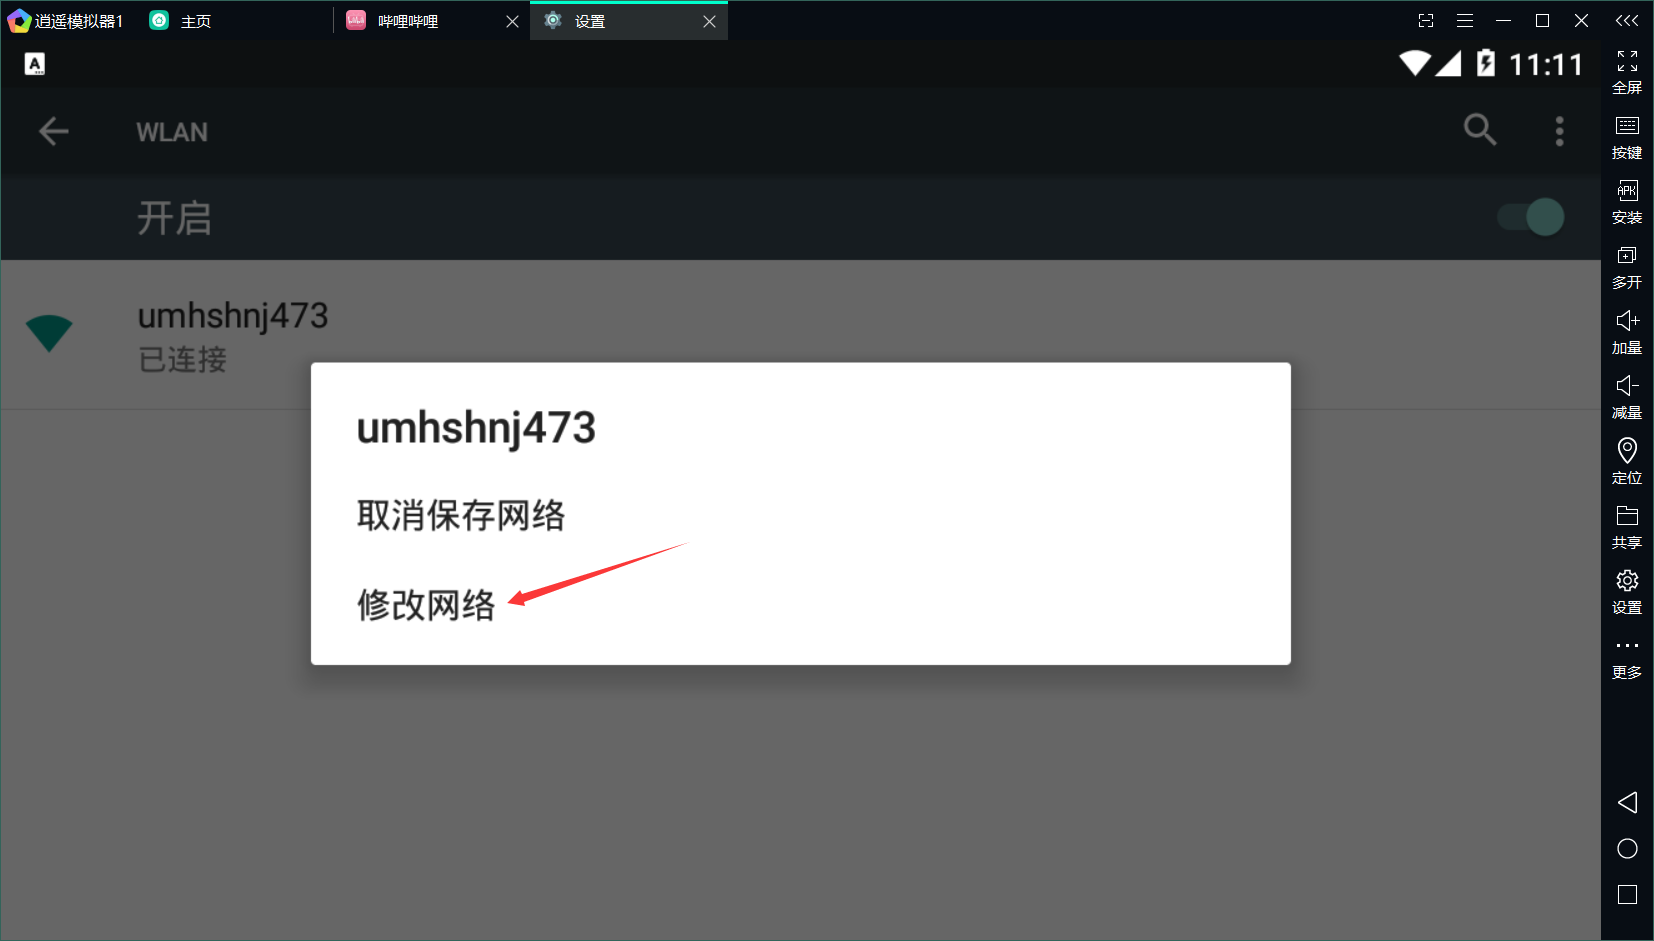 逍遥模拟器1
主页
哔哩哔哩
设置
A
11:11
WLAN
开启
umhshnj473
已连接
umhshnj473
取消保存网络
修改网络
全屏
按键
APK
安装
多开
加量
减量
定位
共享
设置
更多